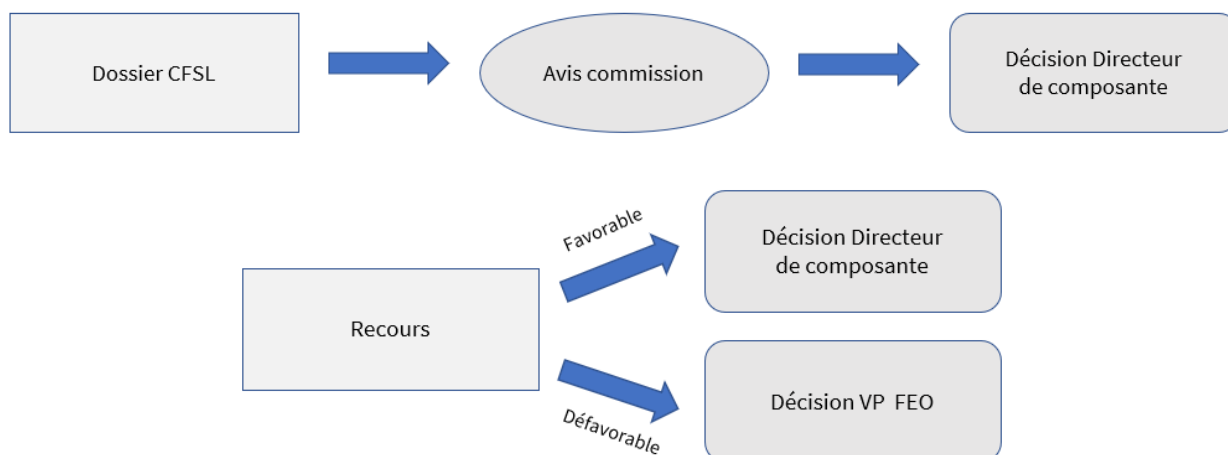 Dossier CFSL
Avis commission
Décision Directeur
de composante
Favorable
Décision Directeur
de composante
Recours
Décision VP FEO
Défavorable